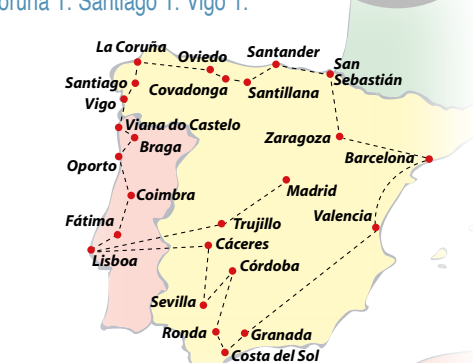 oruña 1. Santiago 1. Vigo 1.
La Coruña
Oviedo
Santander
San
Sebastián
Santiago
Covadonga
Santillana
Vigo
Viana do Castelo
Braga
Zaragoza
Barcelona
Oporto
Coimbra
Madrid
Valencia
Fátima
Trujillo
Cáceres
Lisboa
Córdoba
Sevilla
Ronda
Granada
Costa del Sol